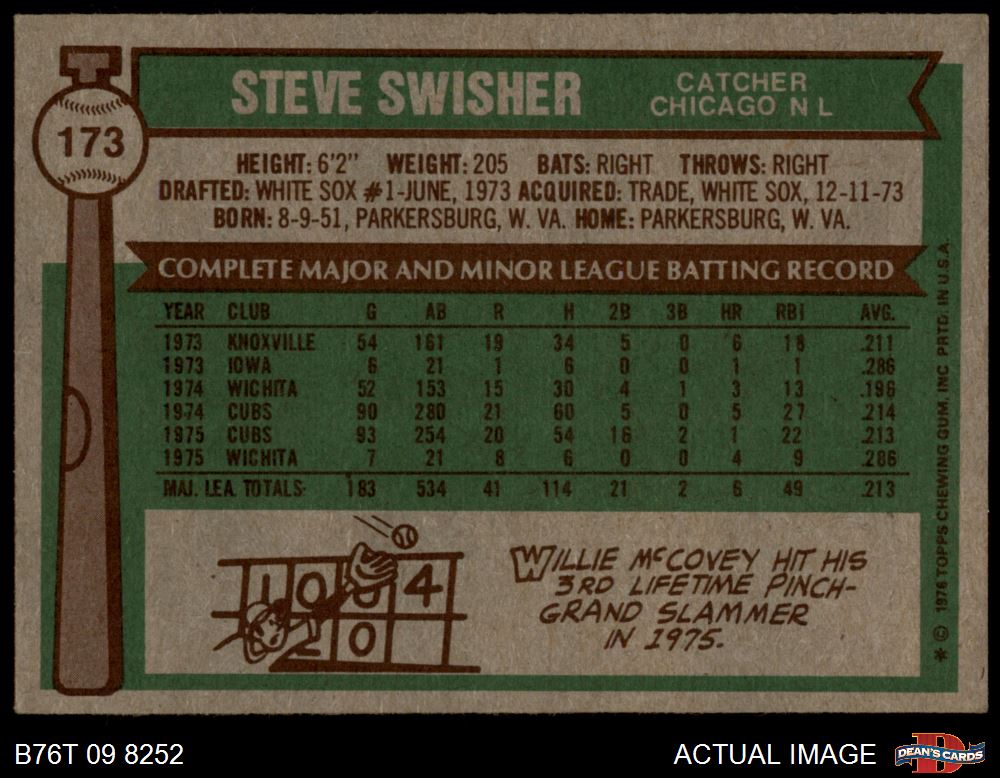 173
STEVE SWISHER
CATCHER
CHICAGO N L
HEIGHT: 6'2" WEIGHT: 205 BATS: RIGHT THROWS: RIGHT
DRAFTED: WHITE SOX #1-JUNE, 1973 ACQUIRED: TRADE, WHITE SOX, 12-11-73
BORN: 8-9-51, PARKERSBURG, W. VA. HOME: PARKERSBURG, W. VA.
COMPLETE MAJOR AND MINOR LEAGUE BATTING RECORD
YEAR CLUB G AB R H 2B 3B HR RBI AVG.
1973 KNOXVILLE 54 161 19 34 5 0 6 18 .211
1973 IOWA 6 21 1 6 0 0 1 1 .286
1974 WICHITA 52 153 15 30 4 1 3 13 .196
1974 CUBS 90 280 21 60 5 0 5 27 .214
1975 CUBS 93 254 20 54 16 2 1 22 .213
1975 WICHITA 7 21 8 6 0 0 4 9 .286
MAJ. LEA. TOTALS 183 534 41 114 21 2 6 49 .213
1 0 0 4
2 0
WILLIE McCOVEY HIT HIS
3RD LIFETIME PINCH-
GRAND SLAMMER
IN 1975.
* © 1976 TOPPS CHEWING GUM, INC PRTD. IN U.S.A.
B76T 09 8252
ACTUAL IMAGE
D
DEAN'S CARDS